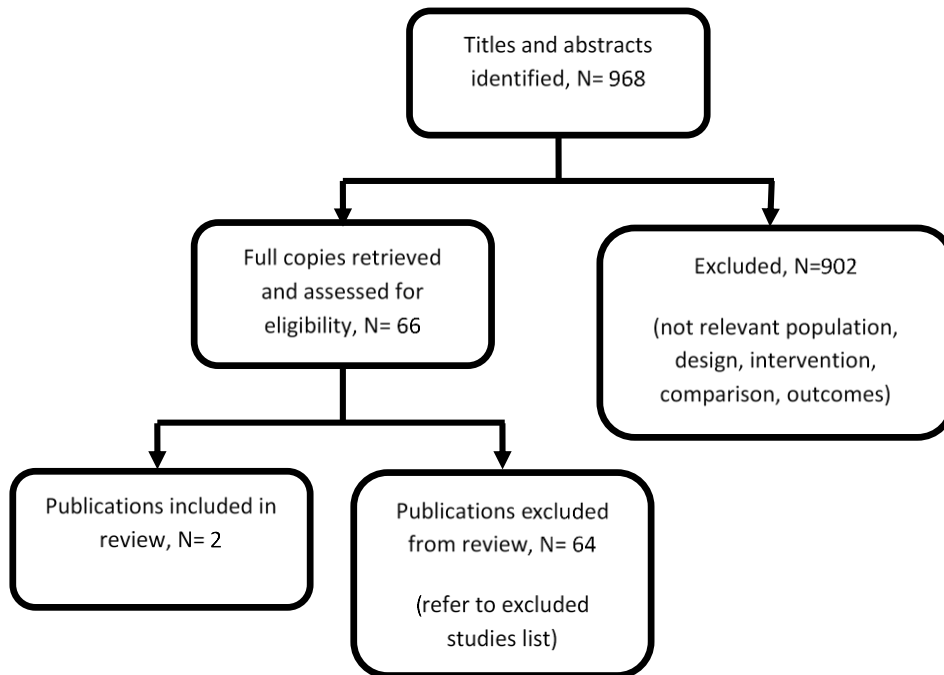 Titles and abstracts
identified, N= 968
Full copies retrieved
and assessed for
eligibility, N= 66
Excluded, N=902
(not relevant population,
design, intervention,
comparison, outcomes)
Publications included in
review, N= 2
Publications excluded
from review, N= 64
(refer to excluded
studies list)